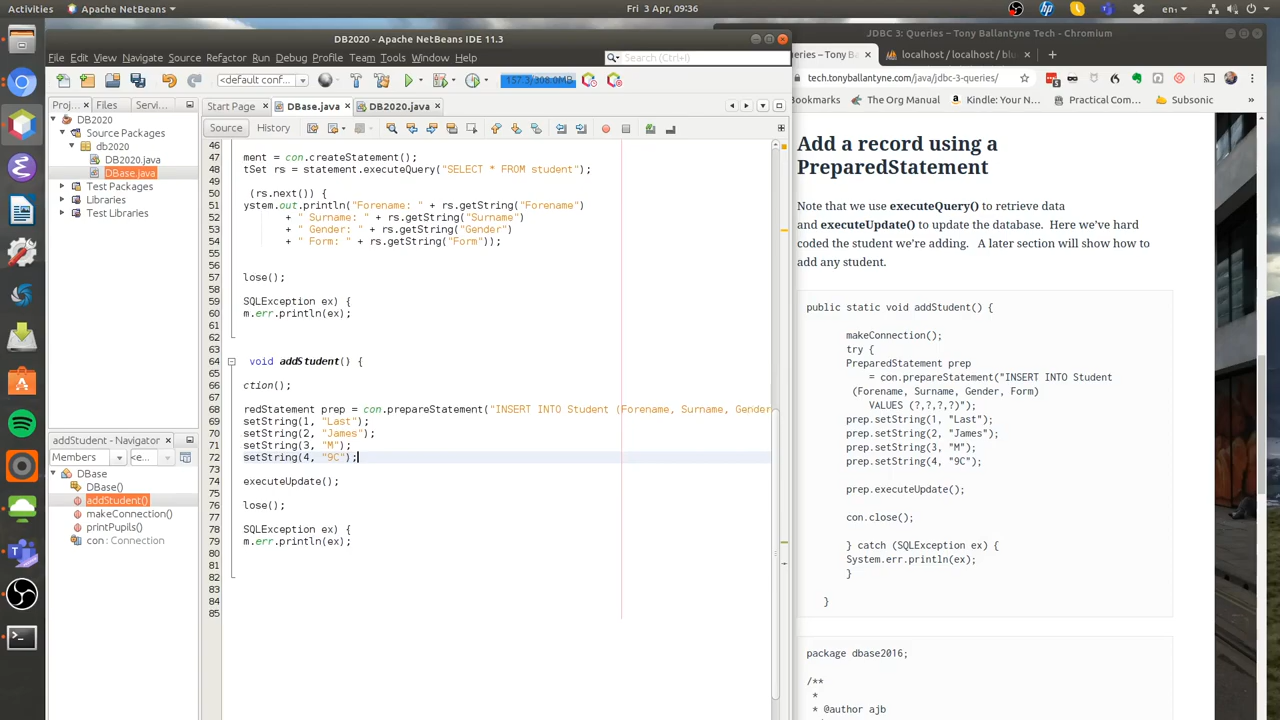 Activities
Apache NetBeans
Fri 3 Apr, 09:36
en1
DB2020 - Apache NetBeans IDE 11.3
JDBC 3: Queries – Tony Ballantyne Tech - Chromium
File Edit View Navigate Source Refactor Run Debug Profile Team Tools Window Help
Search (Ctrl+I)
<default conf...
157.3/308.0MB
Proj...
Files
Servi...
DB2020
Source Packages
db2020
DB2020.java
DBase.java
Test Packages
Libraries
Test Libraries
Start Page
DBase.java
DB2020.java
Source
History
46
47 ment = con.createStatement();
48 tSet rs = statement.executeQuery("SELECT * FROM student");
49
50 (rs.next()) {
51 ystem.out.println("Forename: " + rs.getString("Forename")
52 + " Surname: " + rs.getString("Surname")
53 + " Gender: " + rs.getString("Gender")
54 + " Form: " + rs.getString("Form"));
55
56
57 lose();
58
59 SQLException ex) {
60 m.err.println(ex);
61
62
63
64 void addStudent() {
65
66 ction();
67
68 redStatement prep = con.prepareStatement("INSERT INTO Student (Forename, Surname, Gender
69 setString(1, "Last");
70 setString(2, "James");
71 setString(3, "M");
72 setString(4, "9C");
73
74 executeUpdate();
75
76 lose();
77
78 SQLException ex) {
79 m.err.println(ex);
80
81
82
83
84
85
addStudent - Navigator
Members
<e...
DBase
DBase()
addStudent()
makeConnection()
printPupils()
con : Connection
eries – Tony Ba
localhost / localhost / blu
tech.tonyballantyne.com/java/jdbc-3-queries/
Bookmarks
The Org Manual
Kindle: Your N...
Practical Comm...
Subsonic
»
Add a record using a
PreparedStatement
Note that we use executeQuery() to retrieve data
and executeUpdate() to update the database. Here we've hard
coded the student we're adding. A later section will show how to
add any student.
public static void addStudent() {
makeConnection();
try {
PreparedStatement prep
= con.prepareStatement("INSERT INTO Student
(Forename, Surname, Gender, Form)
VALUES (?,?,?,?)");
prep.setString(1, "Last");
prep.setString(2, "James");
prep.setString(3, "M");
prep.setString(4, "9C");
prep.executeUpdate();
con.close();
} catch (SQLException ex) {
System.err.println(ex);
}
}
package dbase2016;
/**
*
* @author ajb